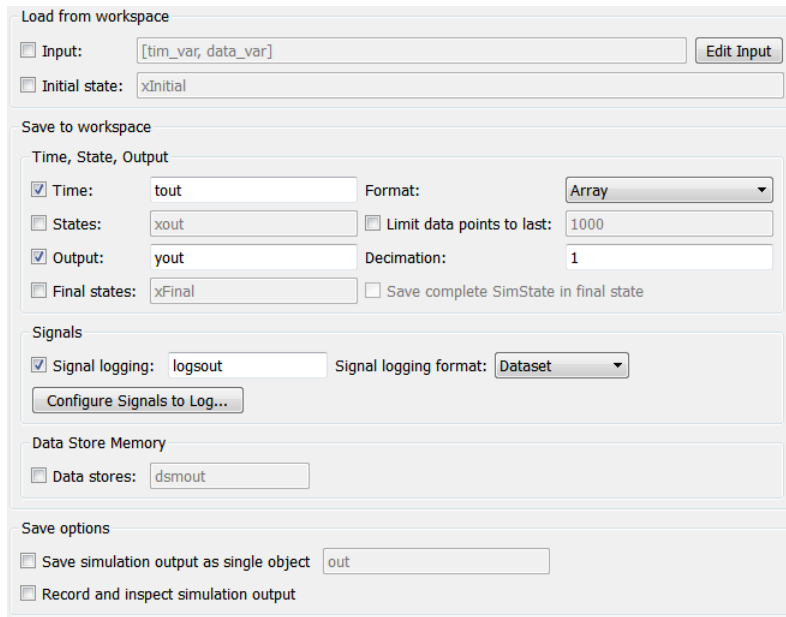 Load from workspace
Input: [tim_var, data_var] Edit Input
Initial state: xInitial
Save to workspace
Time, State, Output
Time: tout Format: Array
States: xout Limit data points to last: 1000
Output: yout Decimation: 1
Final states: xFinal Save complete SimState in final state
Signals
Signal logging: logsout Signal logging format: Dataset
Configure Signals to Log...
Data Store Memory
Data stores: dsmout
Save options
Save simulation output as single object out
Record and inspect simulation output